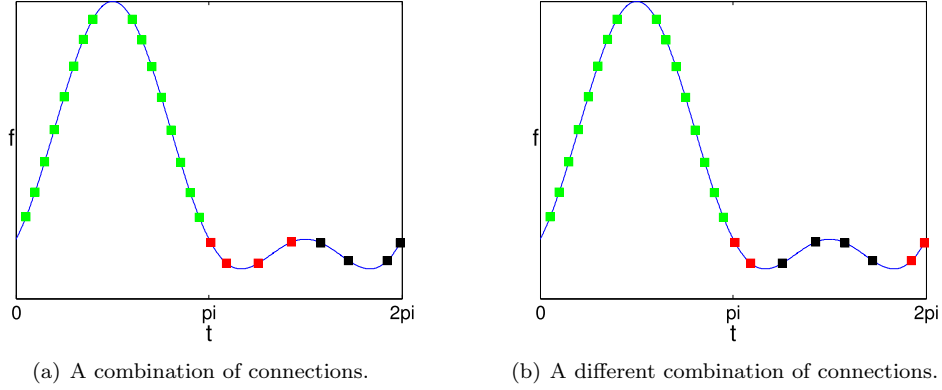 f
0 pi 2pi
t
(a) A combination of connections.
f
0 pi 2pi
t
(b) A different combination of connections.